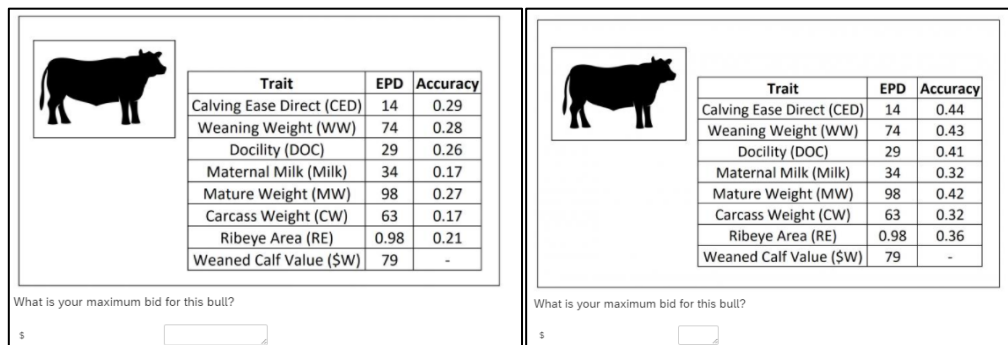 Trait EPD Accuracy
Calving Ease Direct (CED) 14 0.29
Weaning Weight (WW) 74 0.28
Docility (DOC) 29 0.26
Maternal Milk (Milk) 34 0.17
Mature Weight (MW) 98 0.27
Carcass Weight (CW) 63 0.17
Ribeye Area (RE) 0.98 0.21
Weaned Calf Value ($W) 79 -
What is your maximum bid for this bull?
$
Trait EPD Accuracy
Calving Ease Direct (CED) 14 0.44
Weaning Weight (WW) 74 0.43
Docility (DOC) 29 0.41
Maternal Milk (Milk) 34 0.32
Mature Weight (MW) 98 0.42
Carcass Weight (CW) 63 0.32
Ribeye Area (RE) 0.98 0.36
Weaned Calf Value ($W) 79 -
What is your maximum bid for this bull?
$